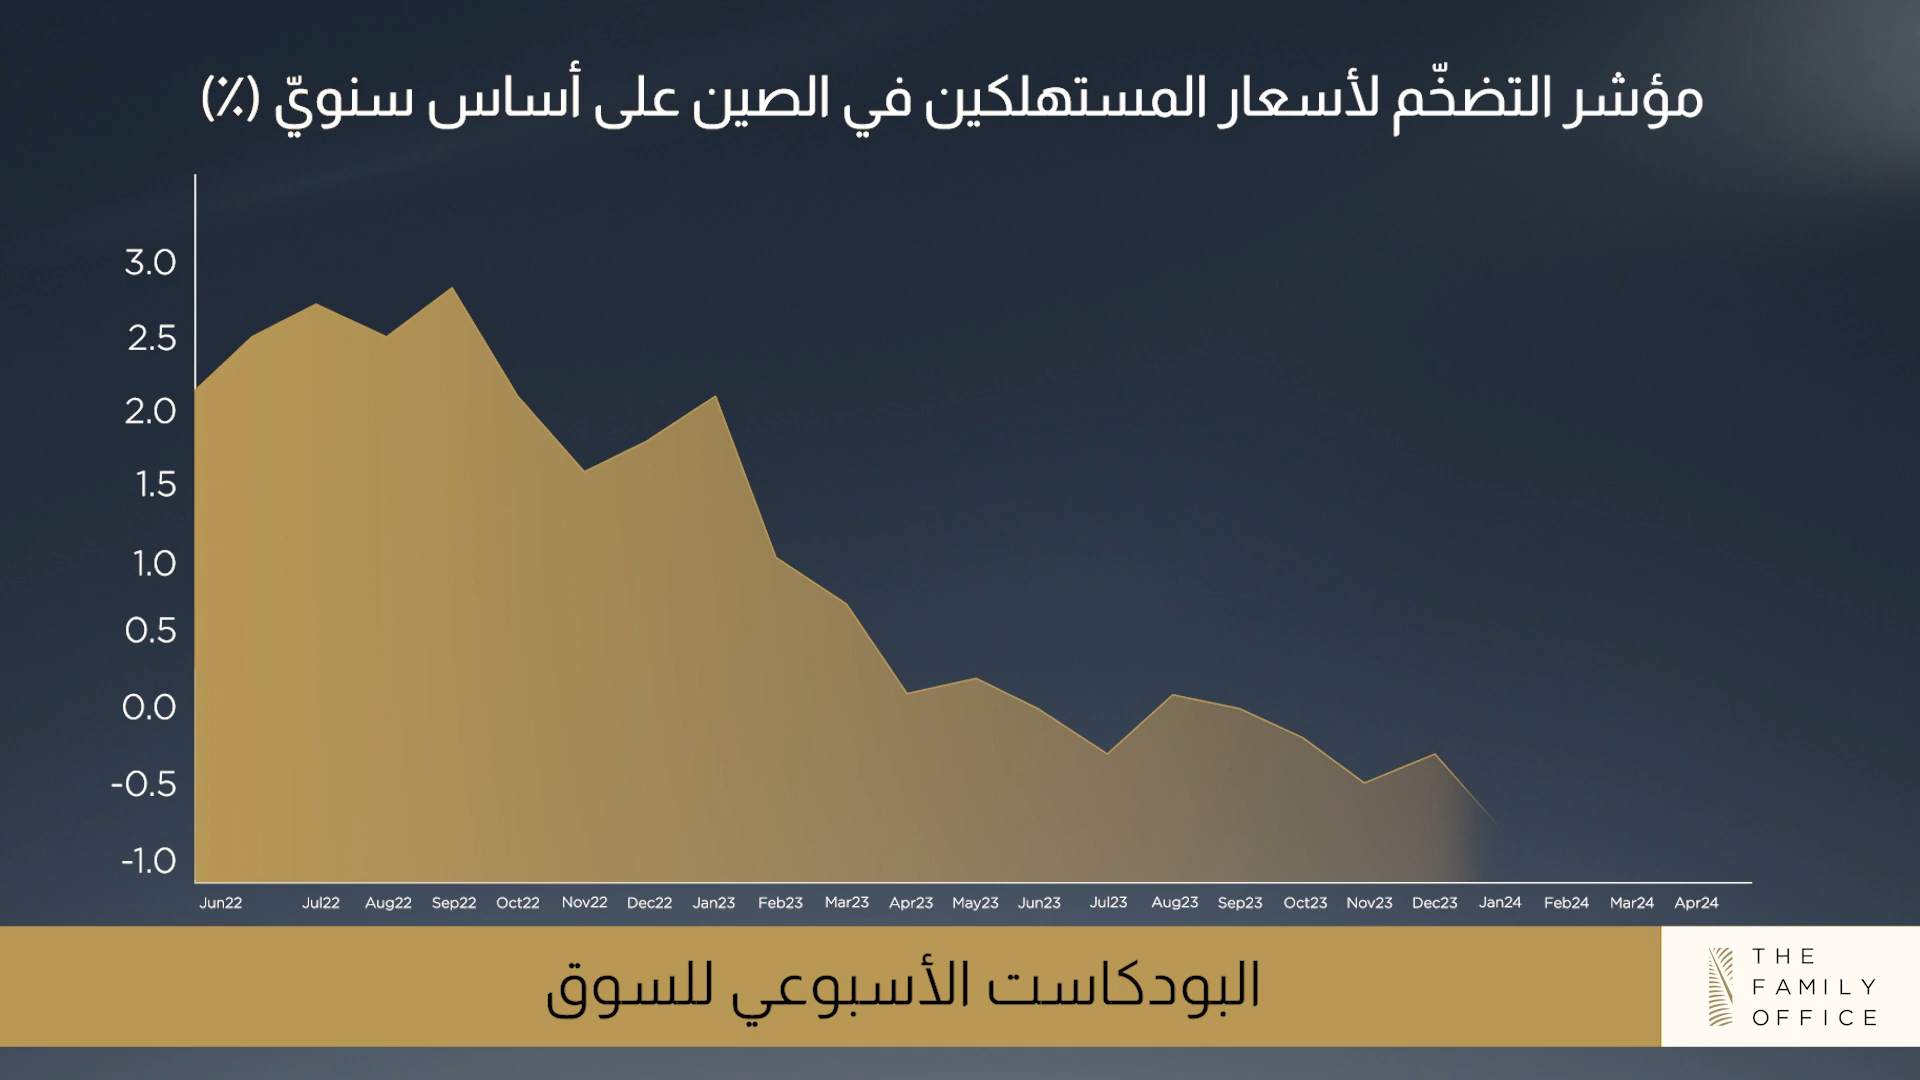 مؤشر التضخّم لأسعار المستهلكين في الصين على أساس سنويّ (٪)
3.0
2.5
2.0
1.5
1.0
0.5
0.0
-0.5
-1.0
Jun22 Jul22 Aug22 Sep22 Oct22 Nov22 Dec22 Jan23 Feb23 Mar23 Apr23 May23 Jun23 Jul23 Aug23 Sep23 Oct23 Nov23 Dec23 Jan24 Feb24 Mar24 Apr24
البودكاست الأسبوعي للسوق
THE
FAMILY
OFFICE